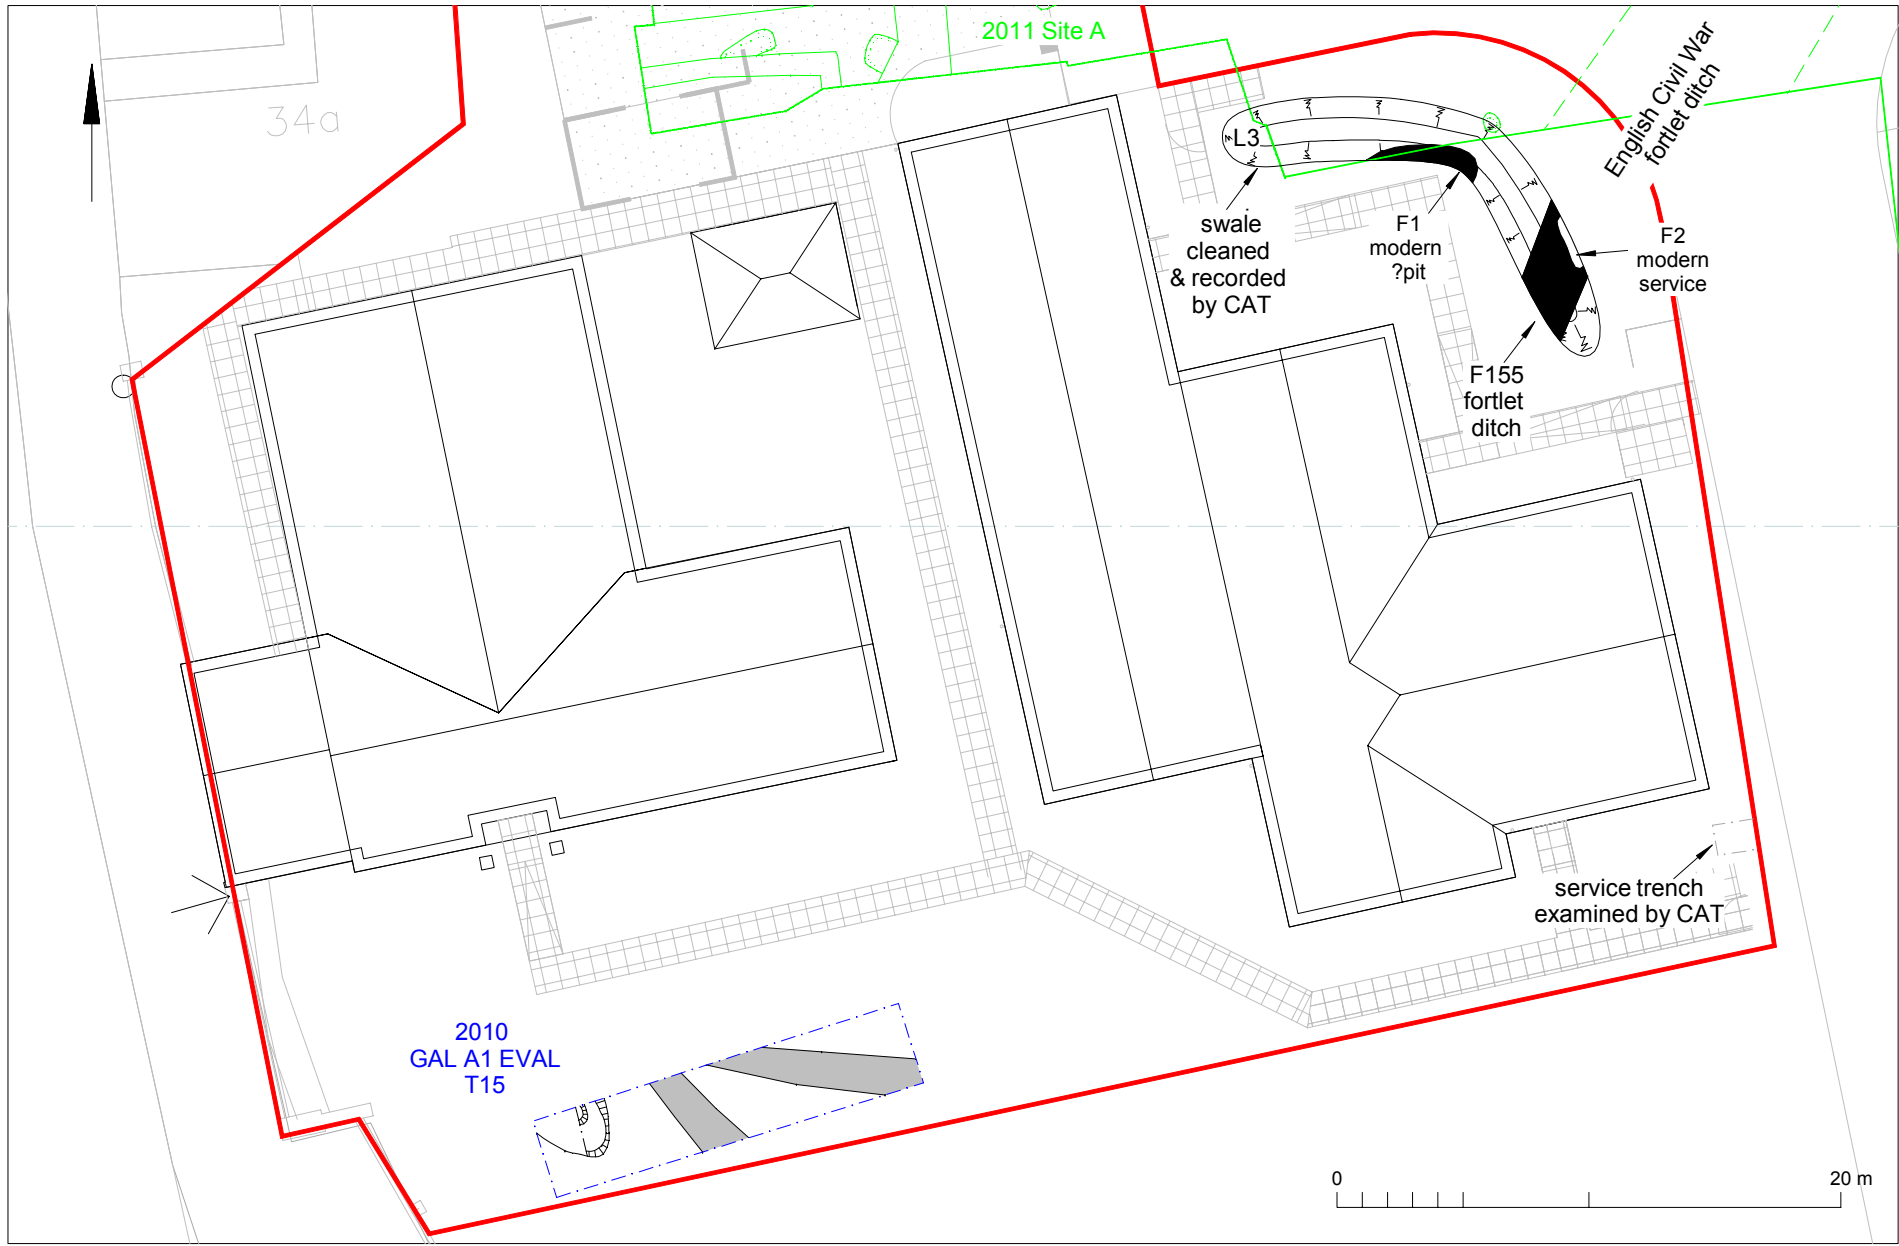 2011 Site A
34a
English Civil War
fortlet ditch
L3
swale
cleaned
& recorded
by CAT
F1
modern
?pit
F2
modern
service
F155
fortlet
ditch
service trench
examined by CAT
2010
GAL A1 EVAL
T15
0 20 m